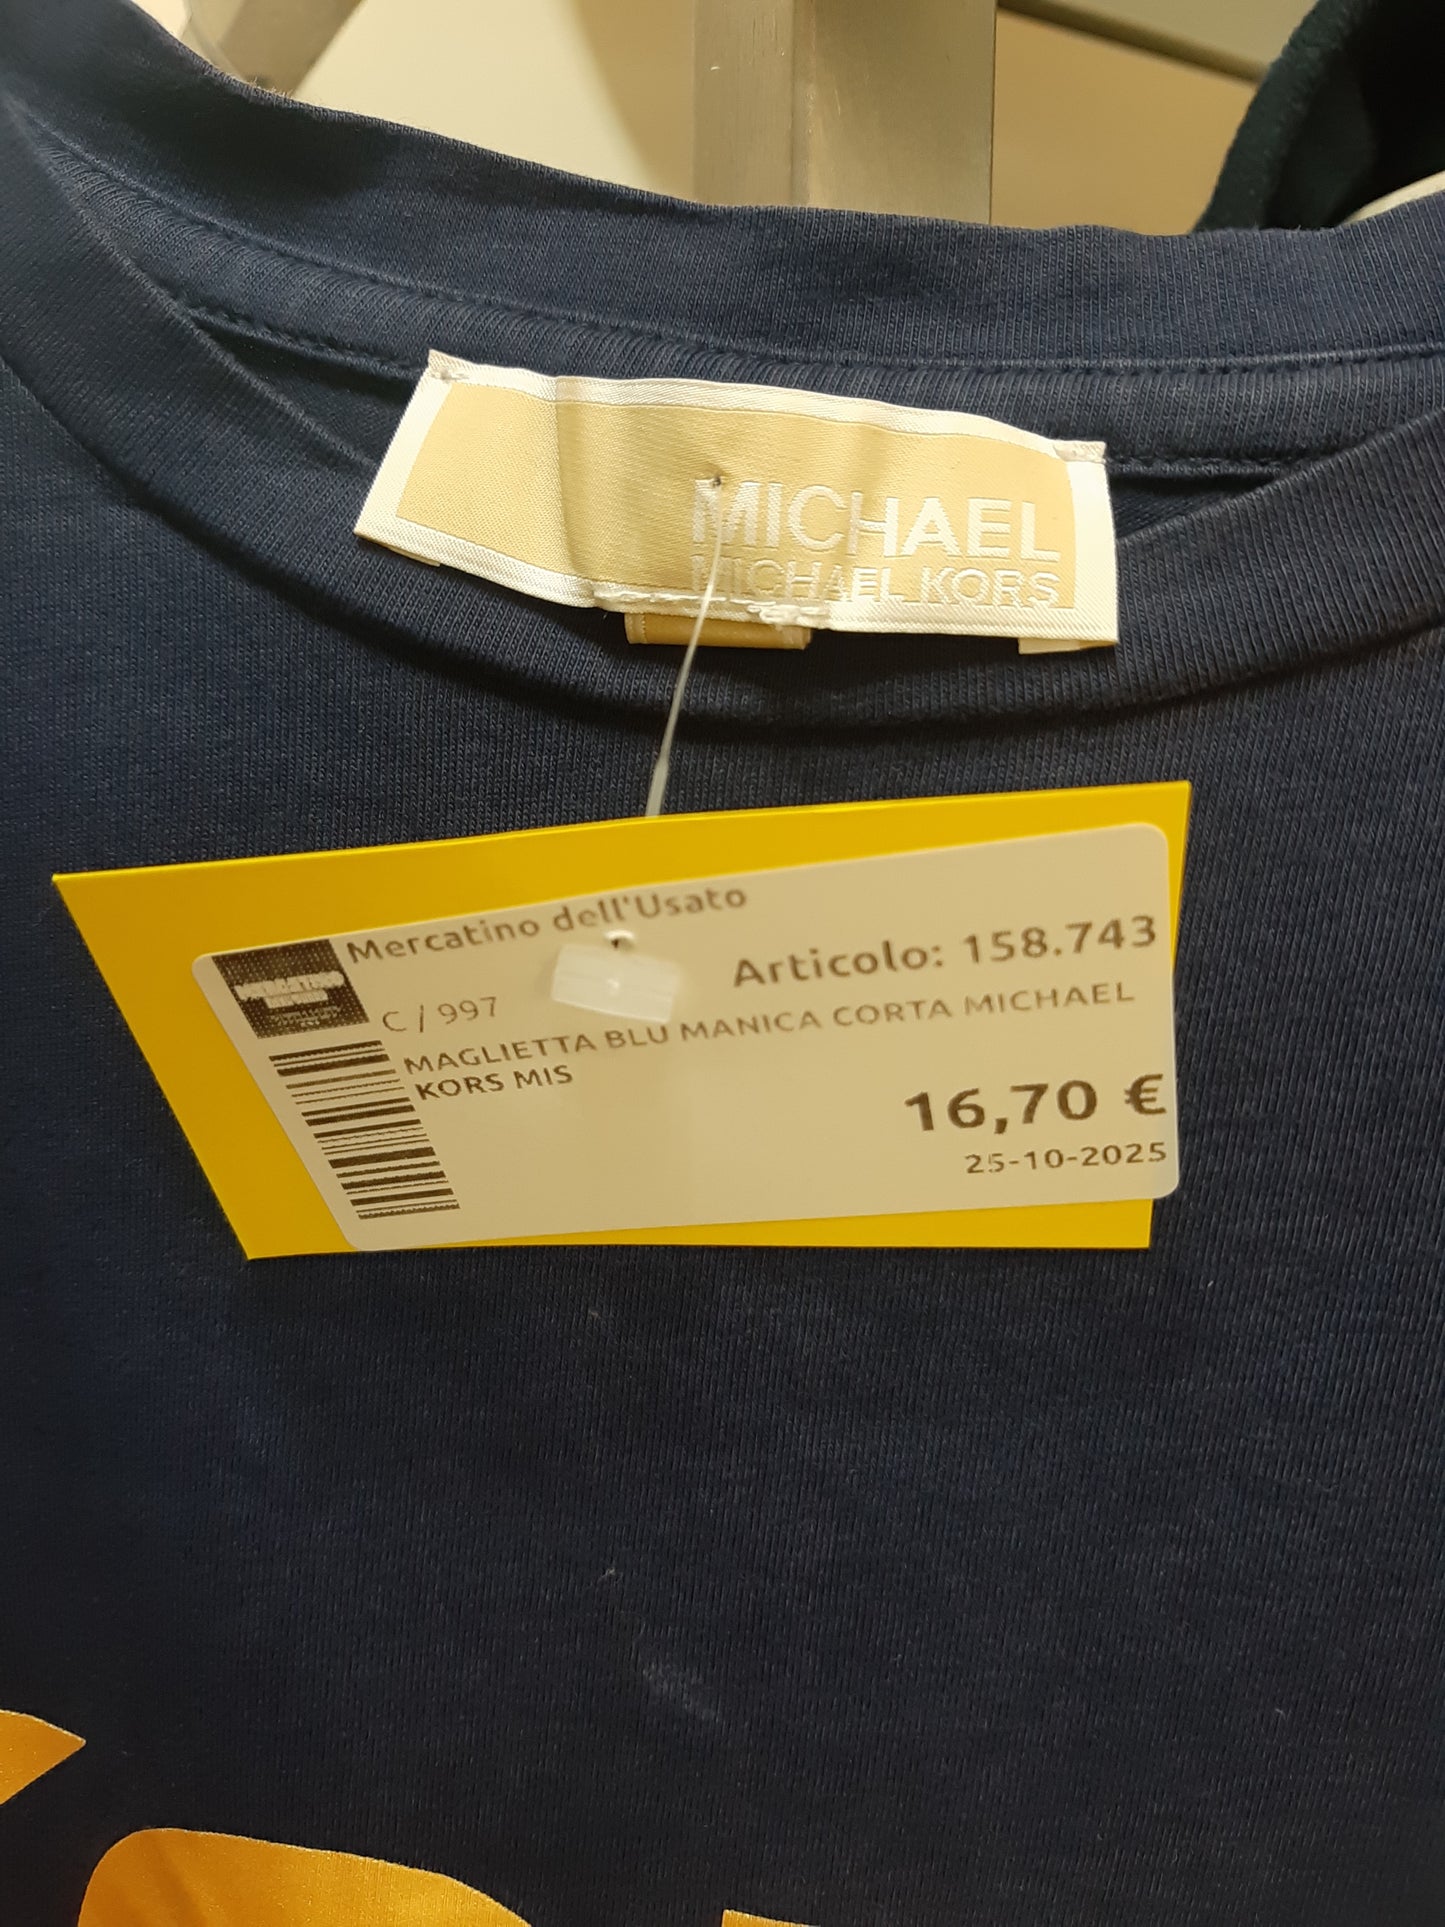 MICHAEL
MICHAEL KORS
Mercatino dell'Usato
Articolo: 158.743
C / 997
MAGLIETTA BLU MANICA CORTA MICHAEL
KORS MIS
16,70 €
25-10-2025